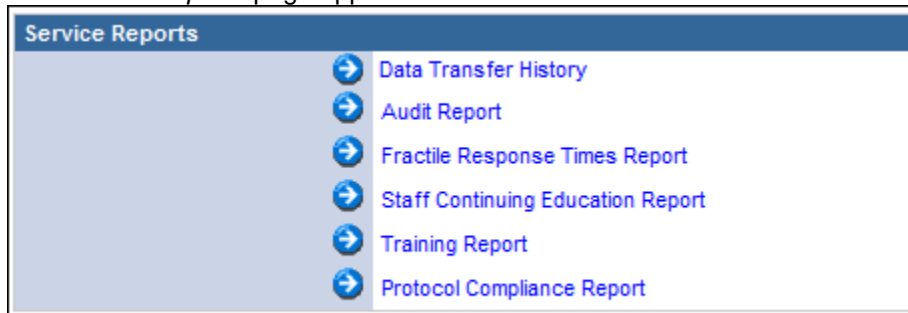 Service Reports
Data Transfer History
Audit Report
Fractile Response Times Report
Staff Continuing Education Report
Training Report
Protocol Compliance Report